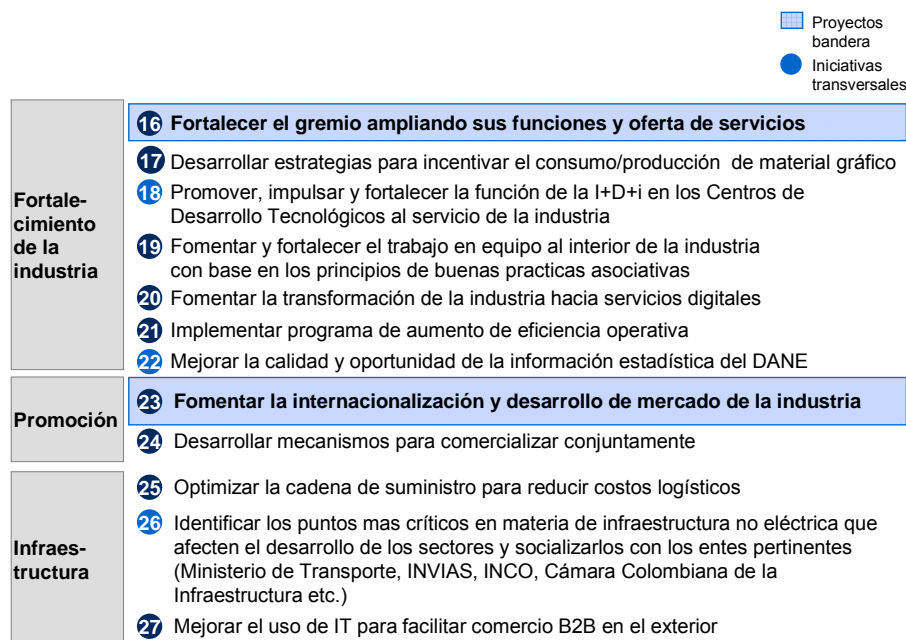 Proyectos
bandera
Iniciativas
transversales
Fortale-
cimiento
de la
industria
16 Fortalecer el gremio ampliando sus funciones y oferta de servicios
17 Desarrollar estrategias para incentivar el consumo/producción de material gráfico
18 Promover, impulsar y fortalecer la función de la I+D+i en los Centros de
Desarrollo Tecnológicos al servicio de la industria
19 Fomentar y fortalecer el trabajo en equipo al interior de la industria
con base en los principios de buenas practicas asociativas
20 Fomentar la transformación de la industria hacia servicios digitales
21 Implementar programa de aumento de eficiencia operativa
22 Mejorar la calidad y oportunidad de la información estadística del DANE
Promoción
23 Fomentar la internacionalización y desarrollo de mercado de la industria
24 Desarrollar mecanismos para comercializar conjuntamente
Infraes-
tructura
25 Optimizar la cadena de suministro para reducir costos logísticos
26 Identificar los puntos mas críticos en materia de infraestructura no eléctrica que
afecten el desarrollo de los sectores y socializarlos con los entes pertinentes
(Ministerio de Transporte, INVIAS, INCO, Cámara Colombiana de la
Infraestructura etc.)
27 Mejorar el uso de IT para facilitar comercio B2B en el exterior